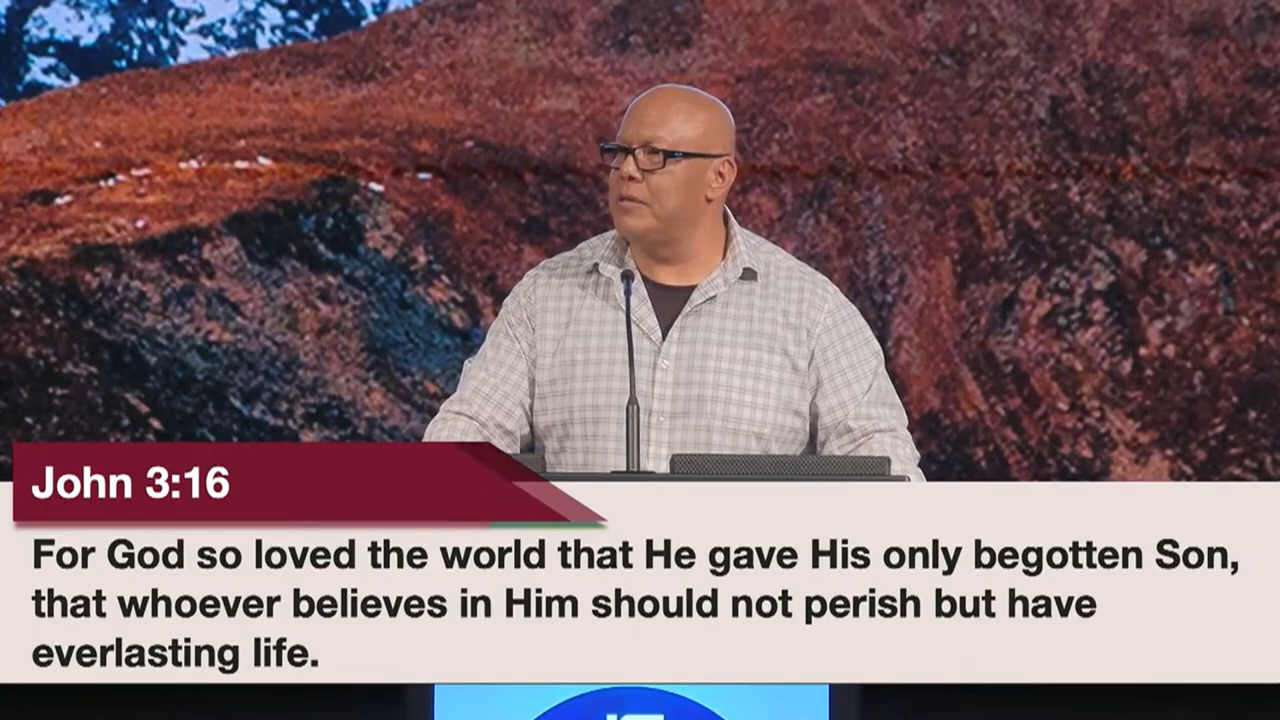 John 3:16
For God so loved the world that He gave His only begotten Son,
that whoever believes in Him should not perish but have
everlasting life.